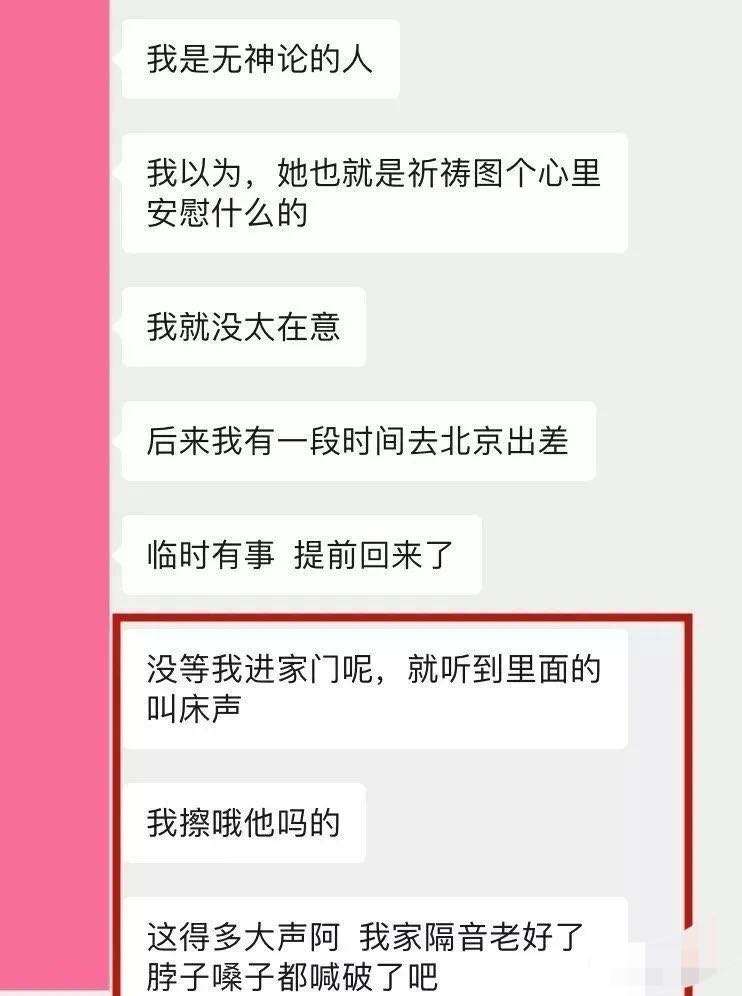 我是无神论的人
我以为，她也就是祈祷图个心里
安慰什么的
我就没太在意
后来我有一段时间去北京出差
临时有事 提前回来了
没等我进家门呢，就听到里面的
叫床声
我擦哦他吗的
这得多大声阿 我家隔音老好了
脖子嗓子都喊破了吧